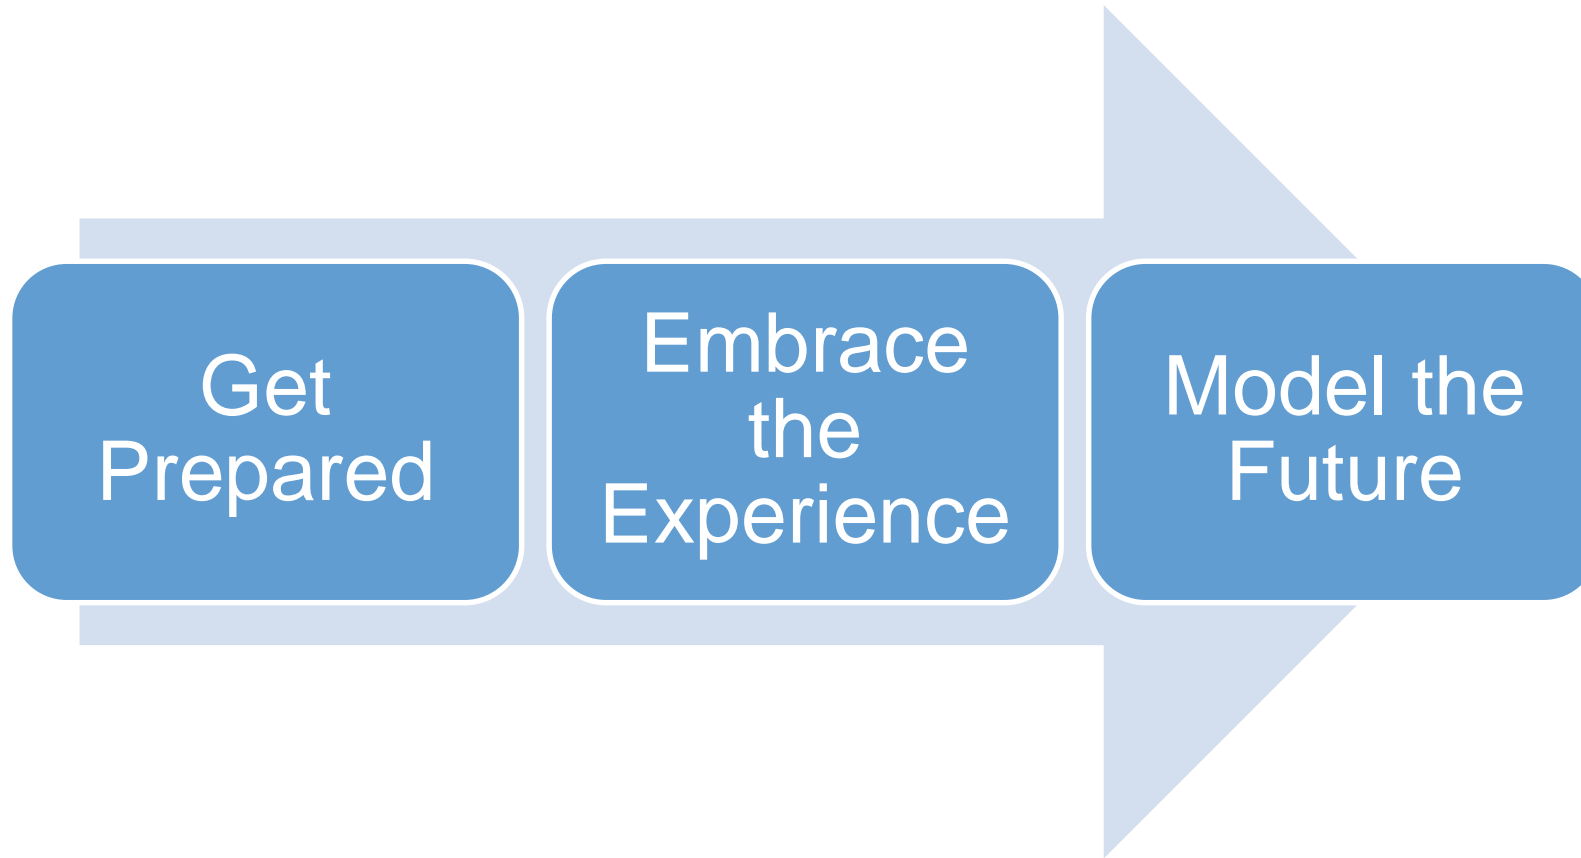 Get
Prepared
Embrace
the
Experience
Model the
Future